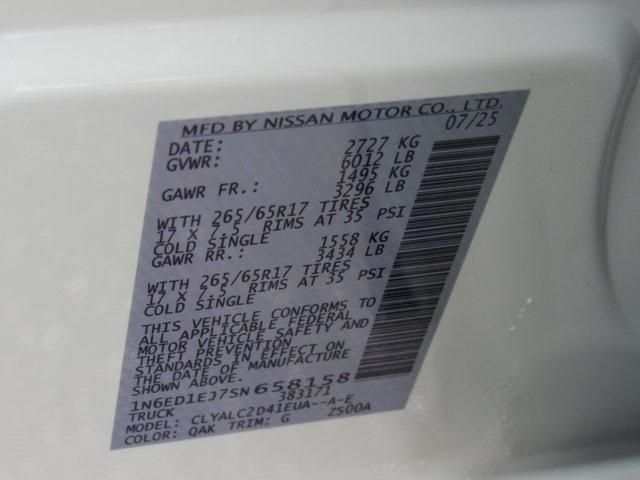 MFD BY NISSAN MOTOR CO., LTD.
DATE: 07/25
GVWR: 2727 KG
6012 LB
GAWR FR.: 1495 KG
3296 LB
WITH 265/65R17 TIRES
17 X 7.5 RIMS AT 35 PSI
COLD SINGLE
GAWR RR.: 1558 KG
3434 LB
WITH 265/65R17 TIRES
17 X 7.5 RIMS AT 35 PSI
COLD SINGLE
THIS VEHICLE CONFORMS TO
ALL APPLICABLE FEDERAL
MOTOR VEHICLE SAFETY AND
THEFT PREVENTION
STANDARDS IN EFFECT ON
THE DATE OF MANUFACTURE
SHOWN ABOVE.
1N6ED1EJ7SN658158
TRUCK 383171
MODEL: CLYALC2D41EUA--A-E
COLOR: QAK TRIM: G ZS00A